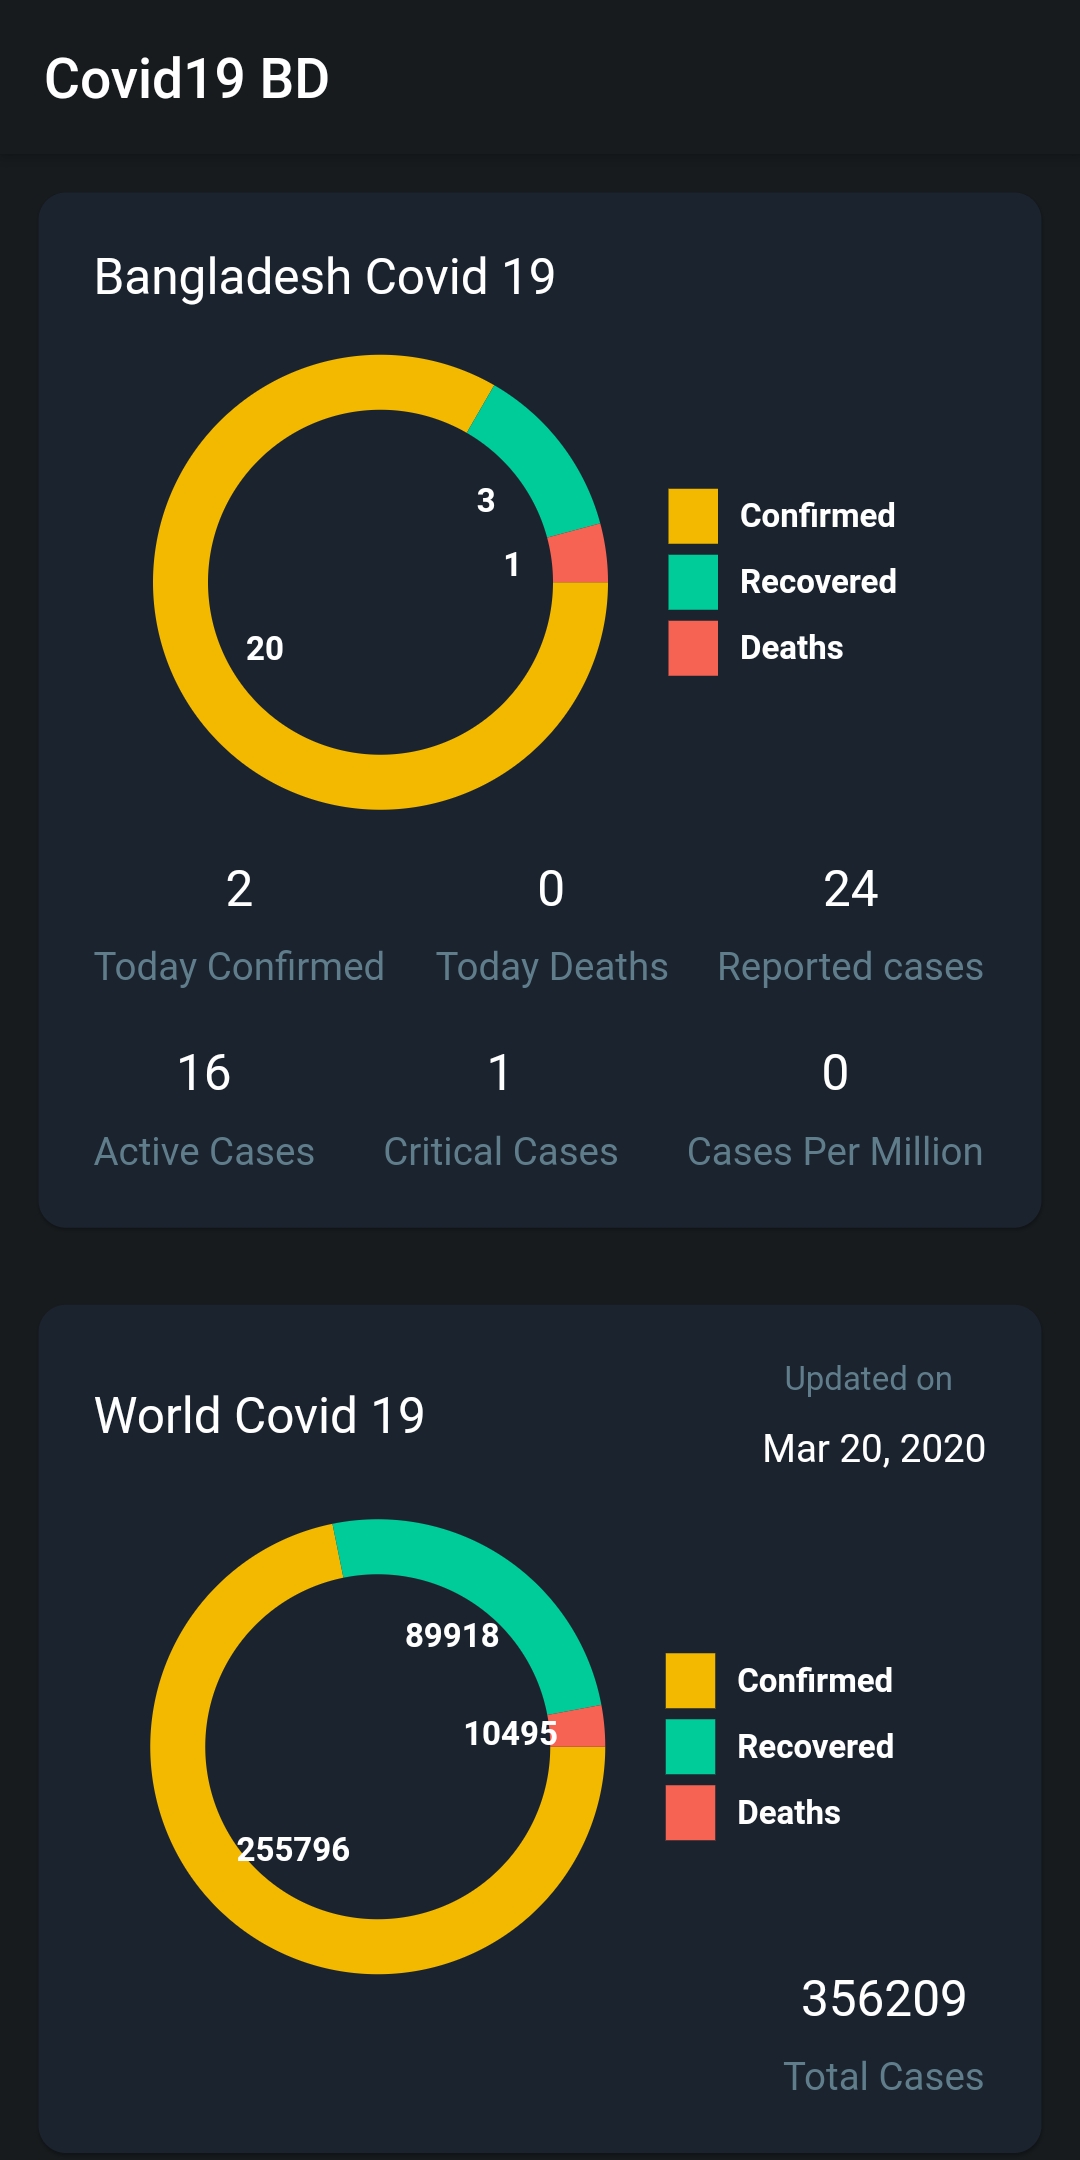 Covid19 BD
Bangladesh Covid 19
3
1
20
Confirmed
Recovered
Deaths
2 0 24
Today Confirmed Today Deaths Reported cases
16 1 0
Active Cases Critical Cases Cases Per Million
World Covid 19
Updated on
Mar 20, 2020
89918
10495
255796
Confirmed
Recovered
Deaths
356209
Total Cases